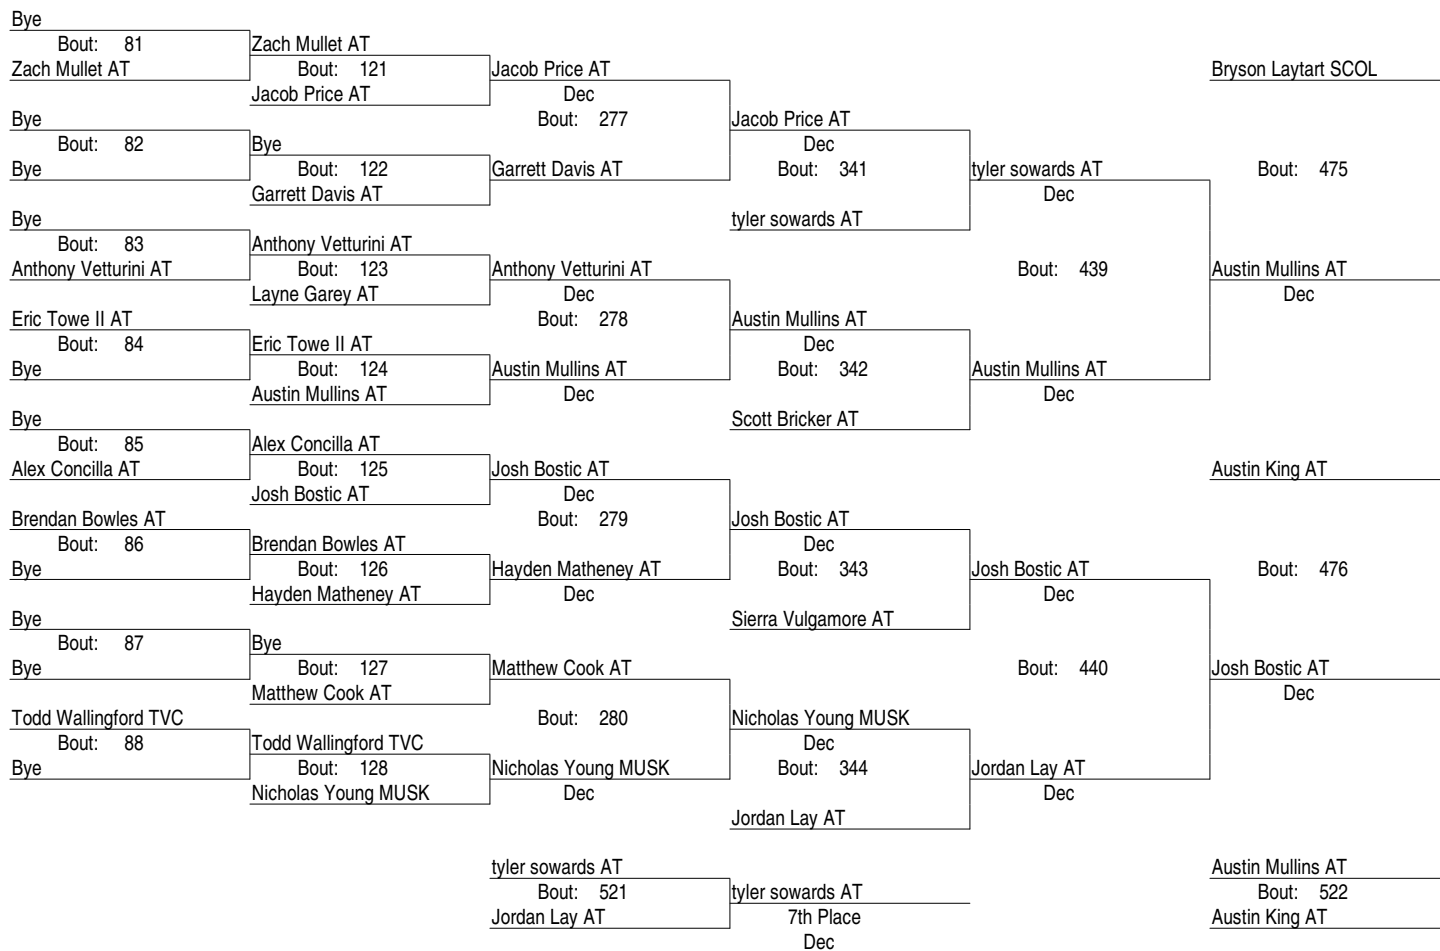 Bye
Bout: 81 Zach Mullet AT
Zach Mullet AT Bout: 121 Jacob Price AT Bryson Laytart SCOL
Jacob Price AT Dec
Bye Bout: 277 Jacob Price AT
Bout: 82 Bye Dec
Bye Bout: 122 Garrett Davis AT Bout: 341 tyler sowards AT Bout: 475
Garrett Davis AT Dec
Bye tyler sowards AT
Bout: 83 Anthony Vetturini AT
Anthony Vetturini AT Bout: 123 Anthony Vetturini AT Bout: 439 Austin Mullins AT
Layne Garey AT Dec Dec
Eric Towe II AT Bout: 278 Austin Mullins AT
Bout: 84 Eric Towe II AT Dec
Bye Bout: 124 Austin Mullins AT Bout: 342 Austin Mullins AT
Austin Mullins AT Dec Dec
Bye Scott Bricker AT
Bout: 85 Alex Concilla AT
Alex Concilla AT Bout: 125 Josh Bostic AT Austin King AT
Josh Bostic AT Dec
Brendan Bowles AT Bout: 279 Josh Bostic AT
Bout: 86 Brendan Bowles AT Dec
Bye Bout: 126 Hayden Matheney AT Bout: 343 Josh Bostic AT Bout: 476
Hayden Matheney AT Dec Dec
Bye Sierra Vulgamore AT
Bout: 87 Bye
Bye Bout: 127 Matthew Cook AT Bout: 440 Josh Bostic AT
Matthew Cook AT Dec
Todd Wallingford TVC Bout: 280 Nicholas Young MUSK
Bout: 88 Todd Wallingford TVC Dec
Bye Bout: 128 Nicholas Young MUSK Bout: 344 Jordan Lay AT
Nicholas Young MUSK Dec Dec
Jordan Lay AT
tyler sowards AT Austin Mullins AT
Bout: 521 tyler sowards AT Bout: 522
Jordan Lay AT 7th Place Austin King AT
Dec